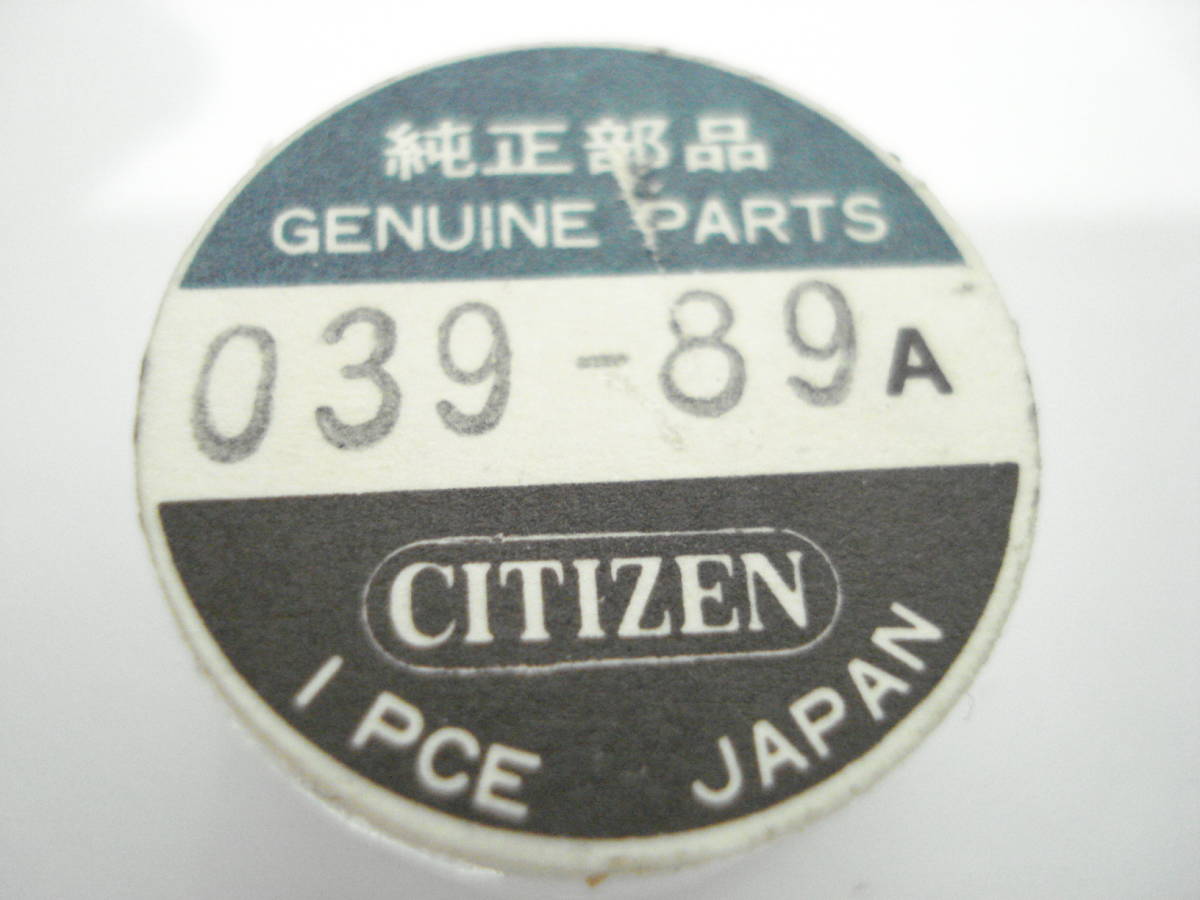 純正部品
GENUINE PARTS
039-89A
CITIZEN
1 PCE JAPAN